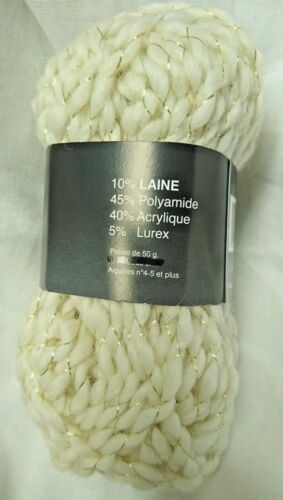 10% LAINE
45% Polyamide
40% Acrylique
5% Lurex
Pelote de 50 g.
Aiguilles n°4-5 et plus